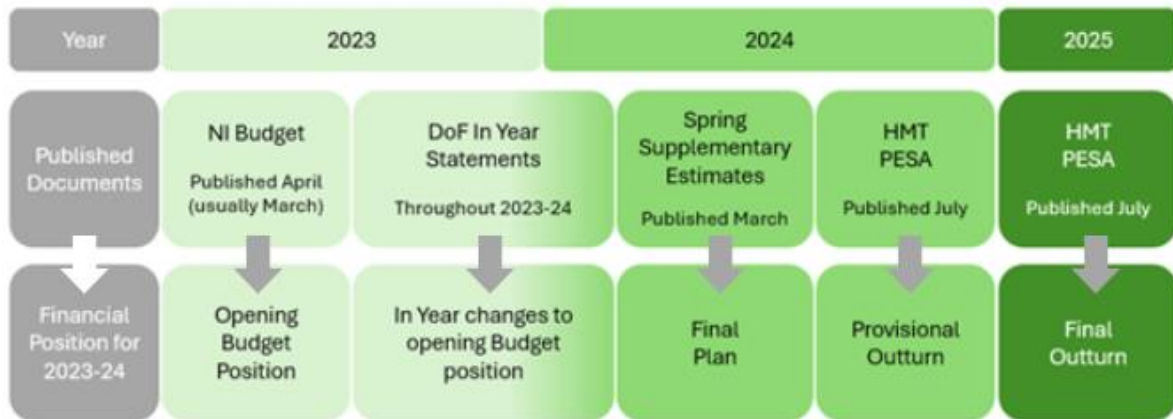 Year
2023
2024
2025
Published
Documents
NI Budget
Published April
(usually March)
DoF In Year
Statements
Throughout 2023-24
Spring
Supplementary
Estimates
Published March
HMT
PESA
Published July
HMT
PESA
Published July
Financial
Position for
2023-24
Opening
Budget
Position
In Year changes to
opening Budget
position
Final
Plan
Provisional
Outturn
Final
Outturn